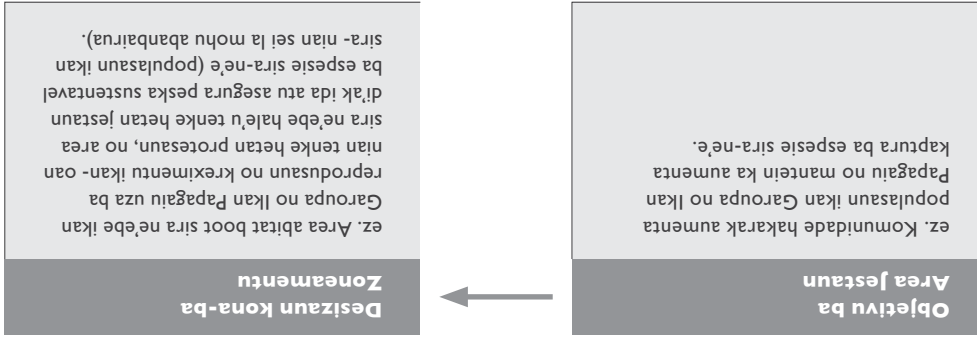 Objetivu ba
Area Jestaun
ez. Komunidade hakarak aumenta
populasaun ikan Garoupa no Ikan
Papagaiu no mantein ka aumenta
kaptura ba espesie sira-ne'e.
Desizaun kona-ba
Zoneamentu
ez. Area abitat boot sira ne'ebe ikan
Garoupa no Ikan Papagaiu uza ba
reprodusaun no kreximentu ikan- oan
nian tenke hetan protesaun, no area
sira ne'ebe hale'u tenke hetan jestaun
di'ak ida atu asegura peska sustentavel
ba espesie sira-ne'e (populasaun ikan
sira- nian sei la mohu abanbairua).